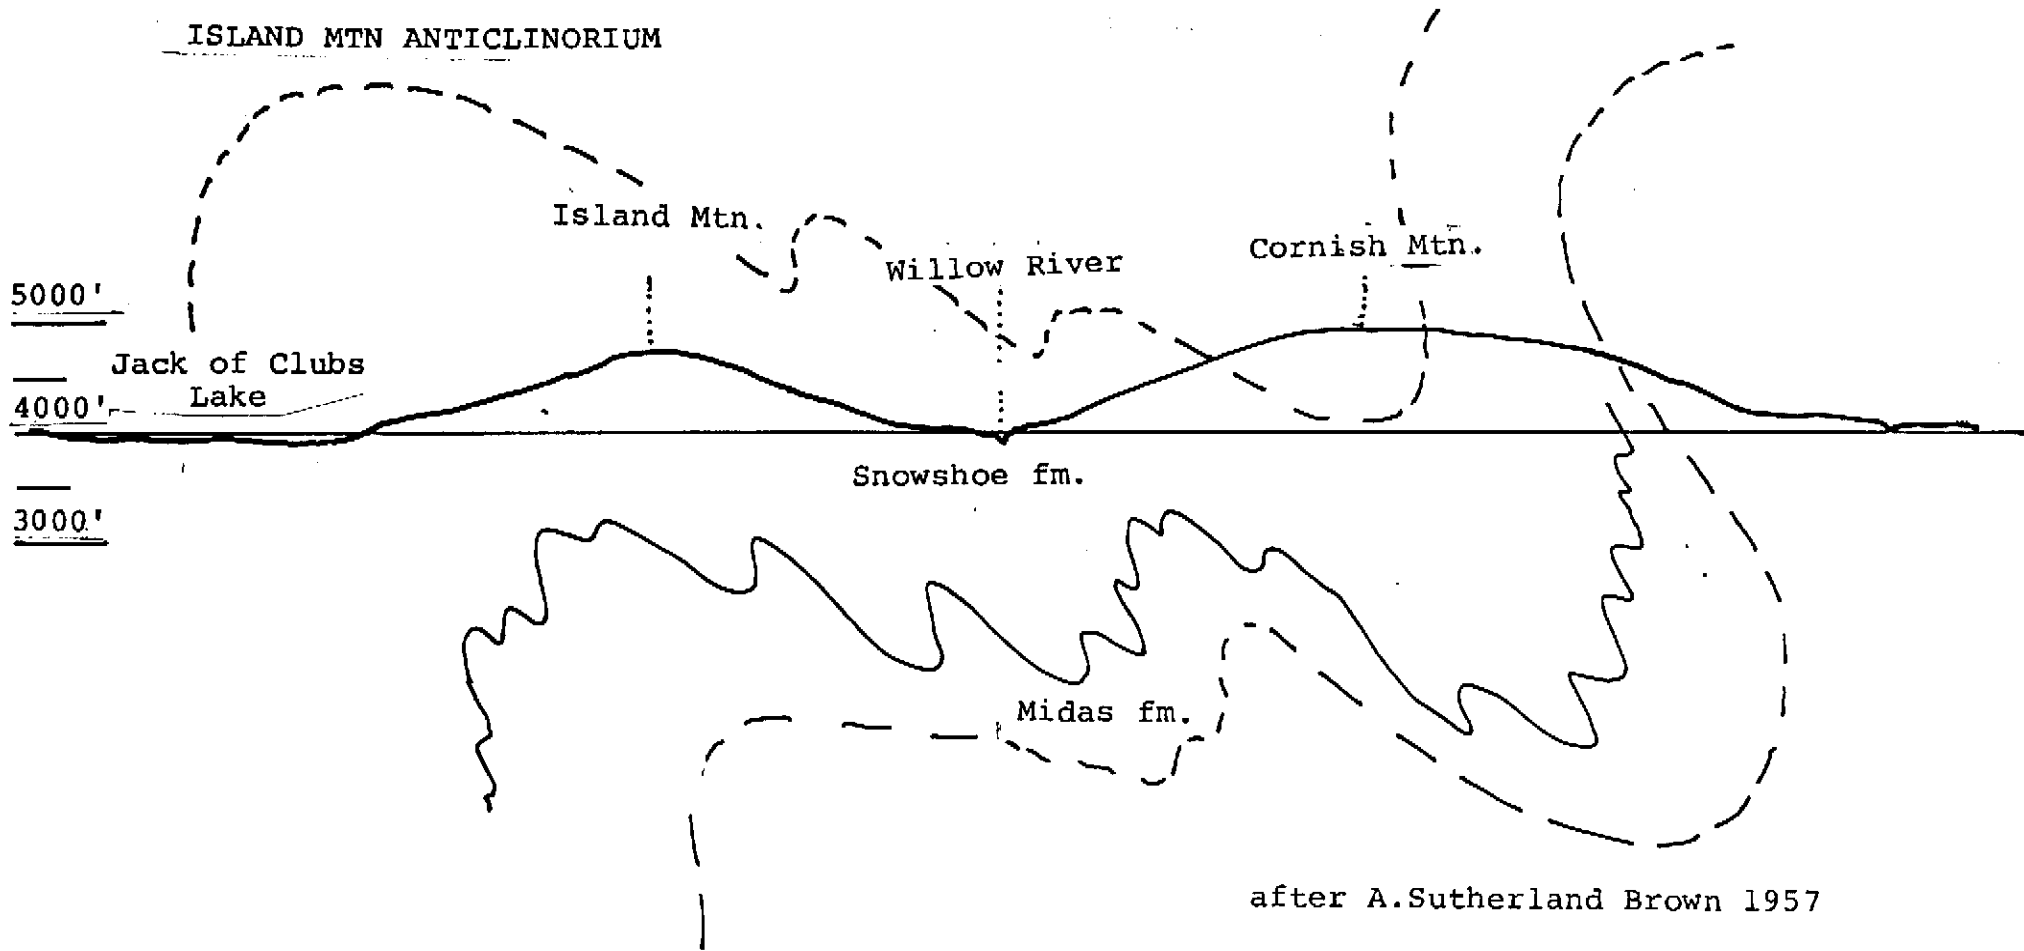 ISLAND MTN ANTICLINORIUM
Island Mtn.
Willow River
Cornish Mtn.
5000'
Jack of Clubs
Lake
4000'
Snowshoe fm.
3000'
Midas fm.
after A.Sutherland Brown 1957